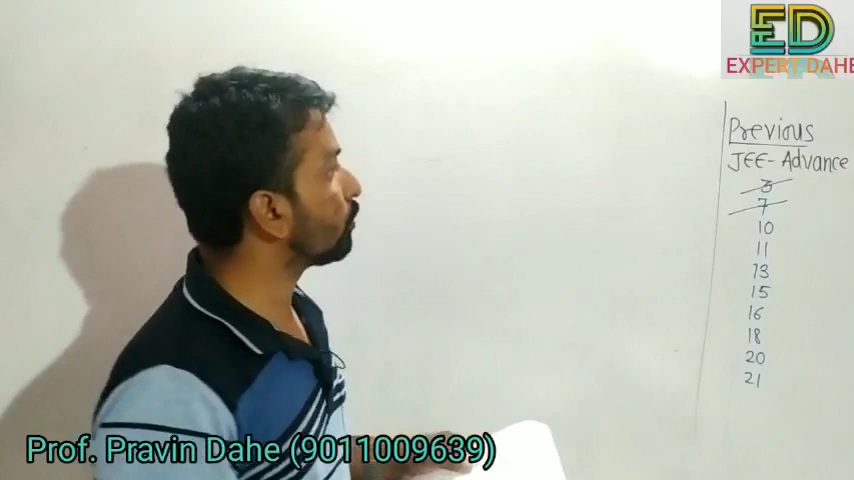 ED
EXPERT DAHE
Previous
JEE- Advance
3
7
10
11
13
15
16
18
20
21
Prof. Pravin Dahe (9011009639)